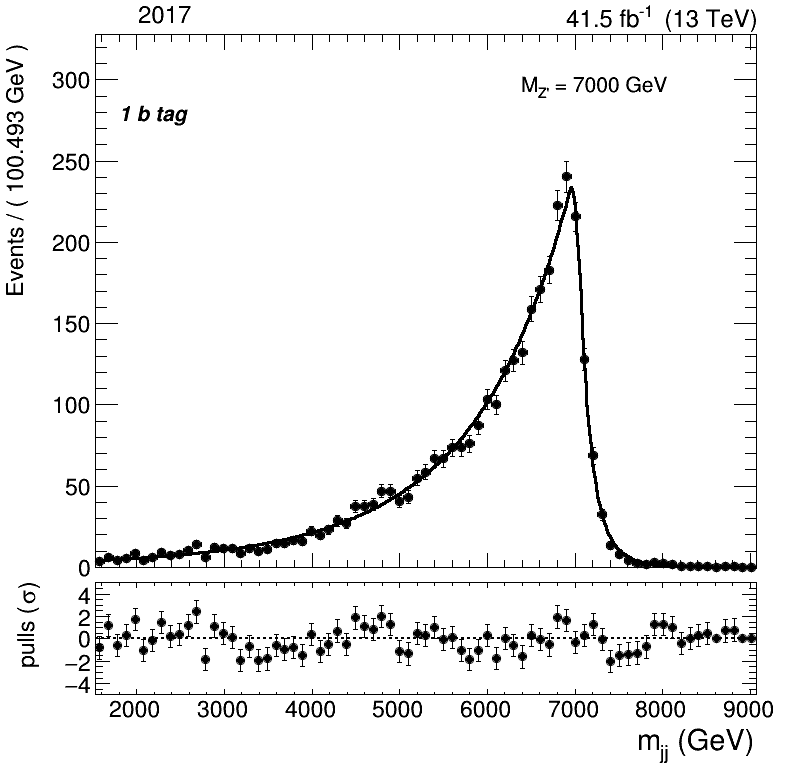 2017 41.5 fb⁻¹ (13 TeV)
Events / ( 100.493 GeV )
300
250
200
150
100
50
0
1 b tag
M_Z' = 7000 GeV
pulls (σ)
4
2
0
−2
−4
2000 3000 4000 5000 6000 7000 8000 9000
m_jj (GeV)